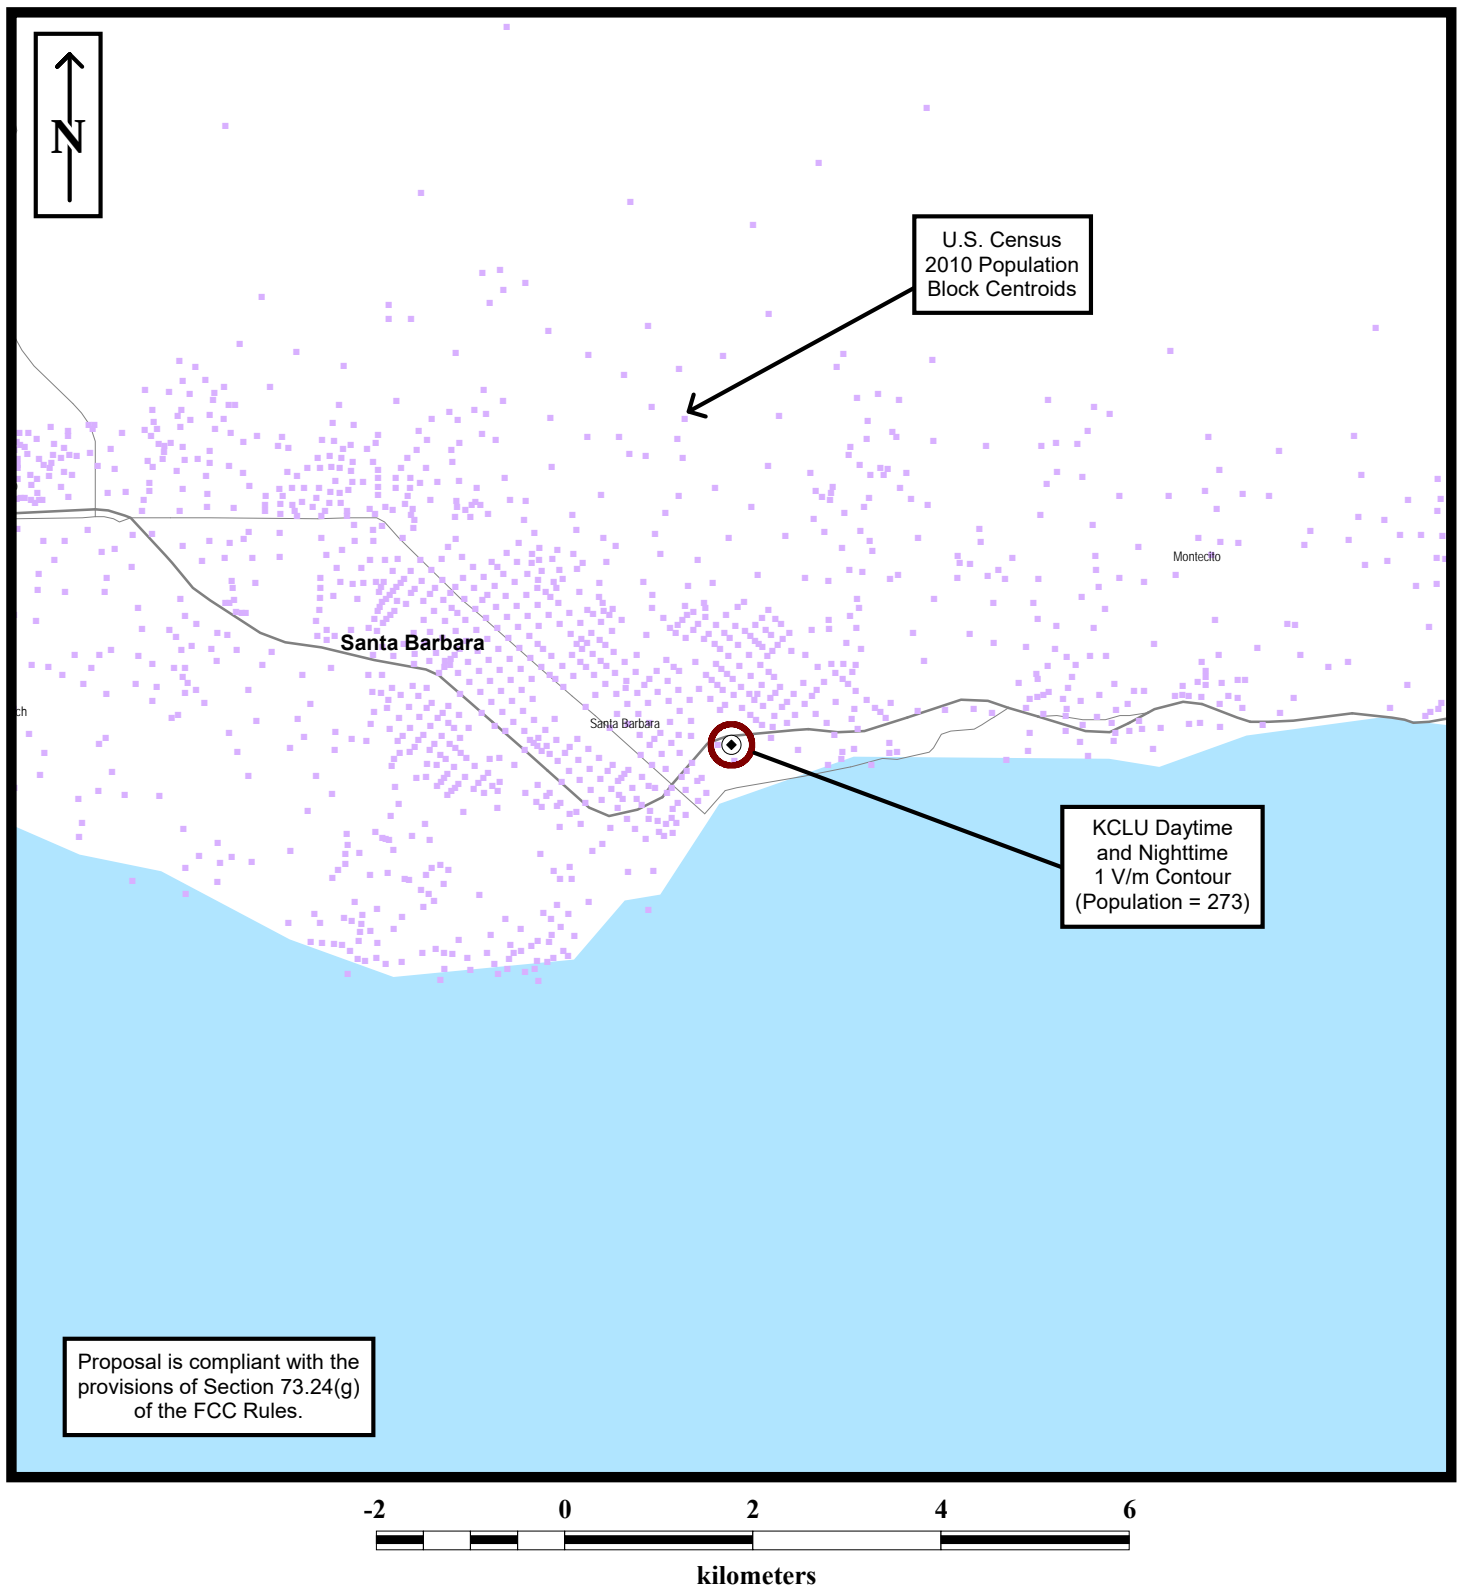 N
U.S. Census
2010 Population
Block Centroids
Montecito
Santa Barbara
ch
Santa Barbara
KCLU Daytime
and Nighttime
1 V/m Contour
(Population = 273)
Proposal is compliant with the
provisions of Section 73.24(g)
of the FCC Rules.
-2 0 2 4 6
kilometers